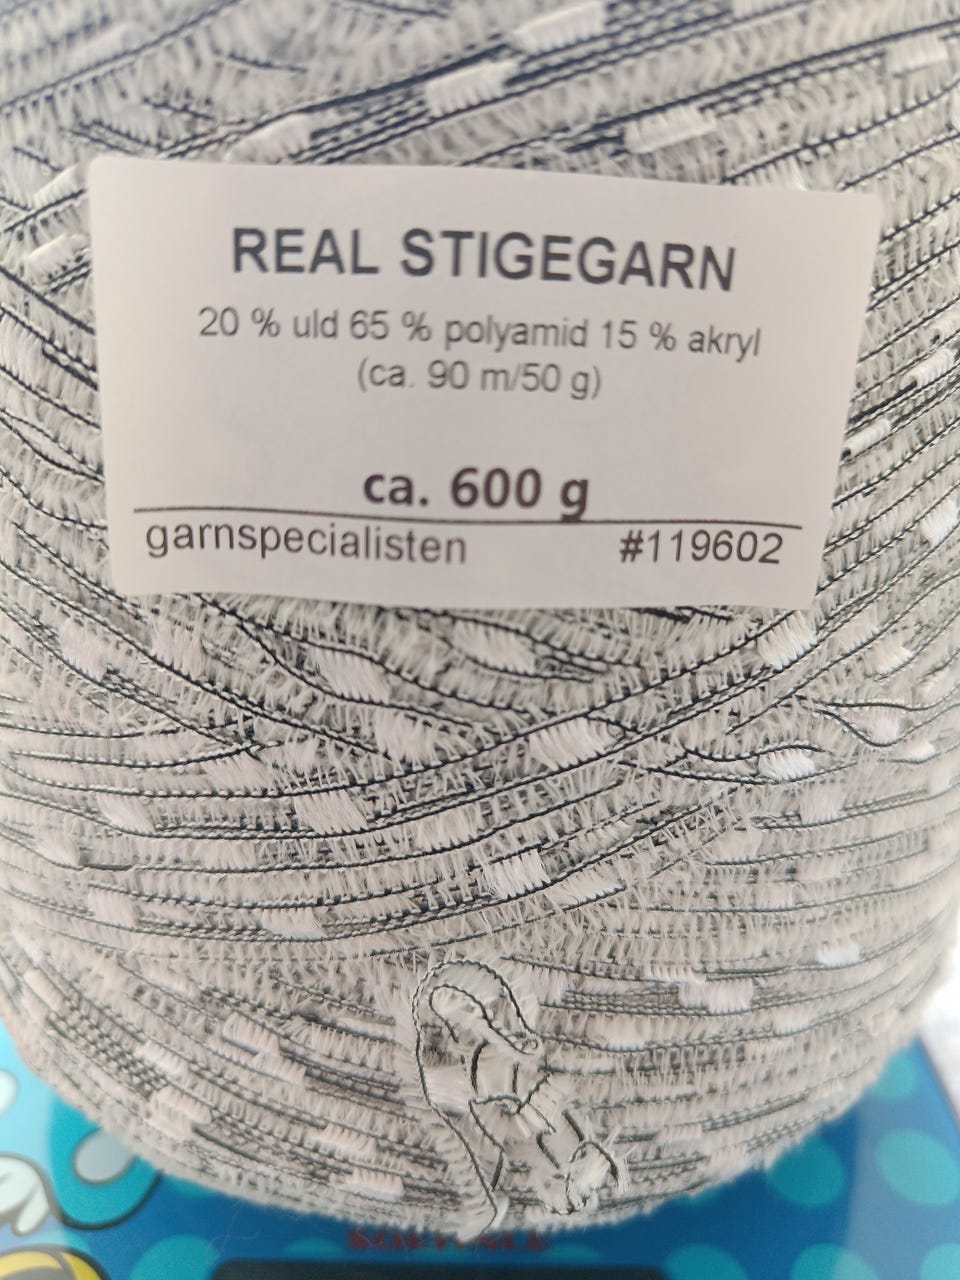 REAL STIGEGARN
20 % uld 65 % polyamid 15 % akryl
(ca. 90 m/50 g)
ca. 600 g
garnspecialisten #119602